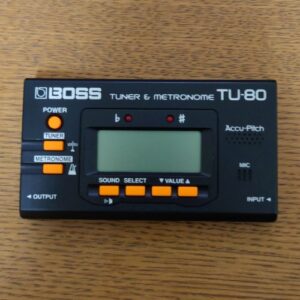 BOSS TUNER & METRONOME TU-80
POWER
♭ ♯
Accu-Pitch
TUNER
METRONOME
MIC
SOUND SELECT ▼ VALUE ▲
◄ OUTPUT
INPUT ◄